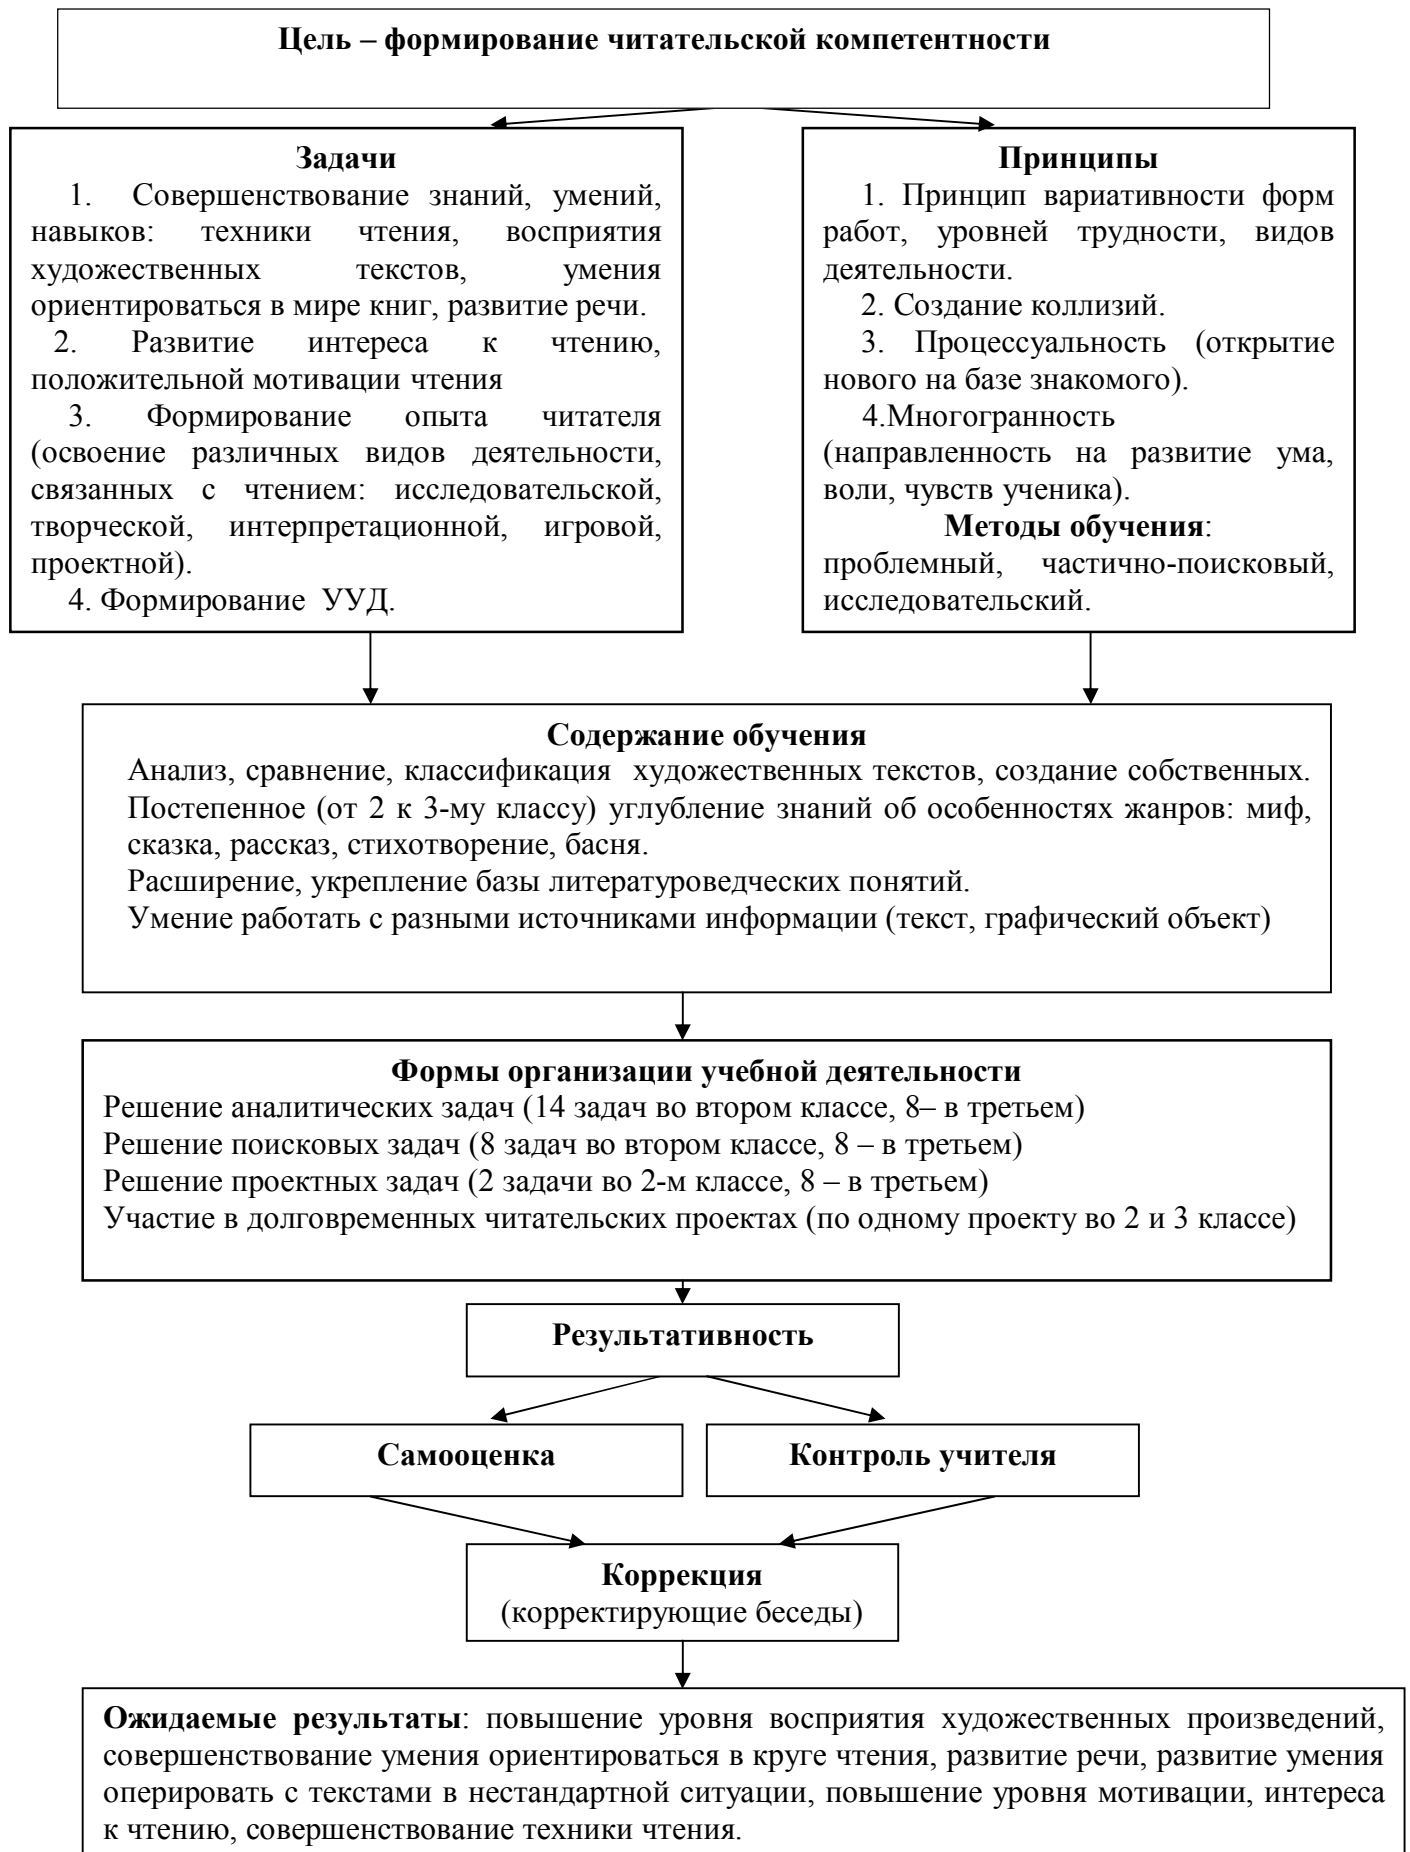 Цель – формирование читательской компетентности
Задачи
1. Совершенствование знаний, умений,
навыков: техники чтения, восприятия
художественных текстов, умения
ориентироваться в мире книг, развитие речи.
2. Развитие интереса к чтению,
положительной мотивации чтения
3. Формирование опыта читателя
(освоение различных видов деятельности,
связанных с чтением: исследовательской,
творческой, интерпретационной, игровой,
проектной).
4. Формирование УУД.
Принципы
1. Принцип вариативности форм
работ, уровней трудности, видов
деятельности.
2. Создание коллизий.
3. Процессуальность (открытие
нового на базе знакомого).
4.Многогранность
(направленность на развитие ума,
воли, чувств ученика).
Методы обучения:
проблемный, частично-поисковый,
исследовательский.
Содержание обучения
Анализ, сравнение, классификация художественных текстов, создание собственных.
Постепенное (от 2 к 3-му классу) углубление знаний об особенностях жанров: миф,
сказка, рассказ, стихотворение, басня.
Расширение, укрепление базы литературоведческих понятий.
Умение работать с разными источниками информации (текст, графический объект)
Формы организации учебной деятельности
Решение аналитических задач (14 задач во втором классе, 8– в третьем)
Решение поисковых задач (8 задач во втором классе, 8 – в третьем)
Решение проектных задач (2 задачи во 2-м классе, 8 – в третьем)
Участие в долговременных читательских проектах (по одному проекту во 2 и 3 классе)
Результативность
Самооценка
Контроль учителя
Коррекция
(корректирующие беседы)
Ожидаемые результаты: повышение уровня восприятия художественных произведений,
совершенствование умения ориентироваться в круге чтения, развитие речи, развитие умения
оперировать с текстами в нестандартной ситуации, повышение уровня мотивации, интереса
к чтению, совершенствование техники чтения.